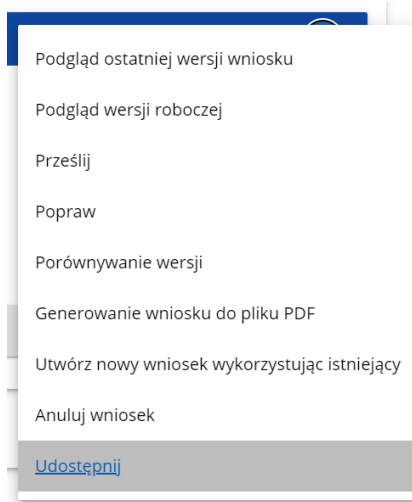 Podgląd ostatniej wersji wniosku
Podgląd wersji roboczej
Prześlij
Popraw
Porównywanie wersji
Generowanie wniosku do pliku PDF
Utwórz nowy wniosek wykorzystując istniejący
Anuluj wniosek
Udostępnij